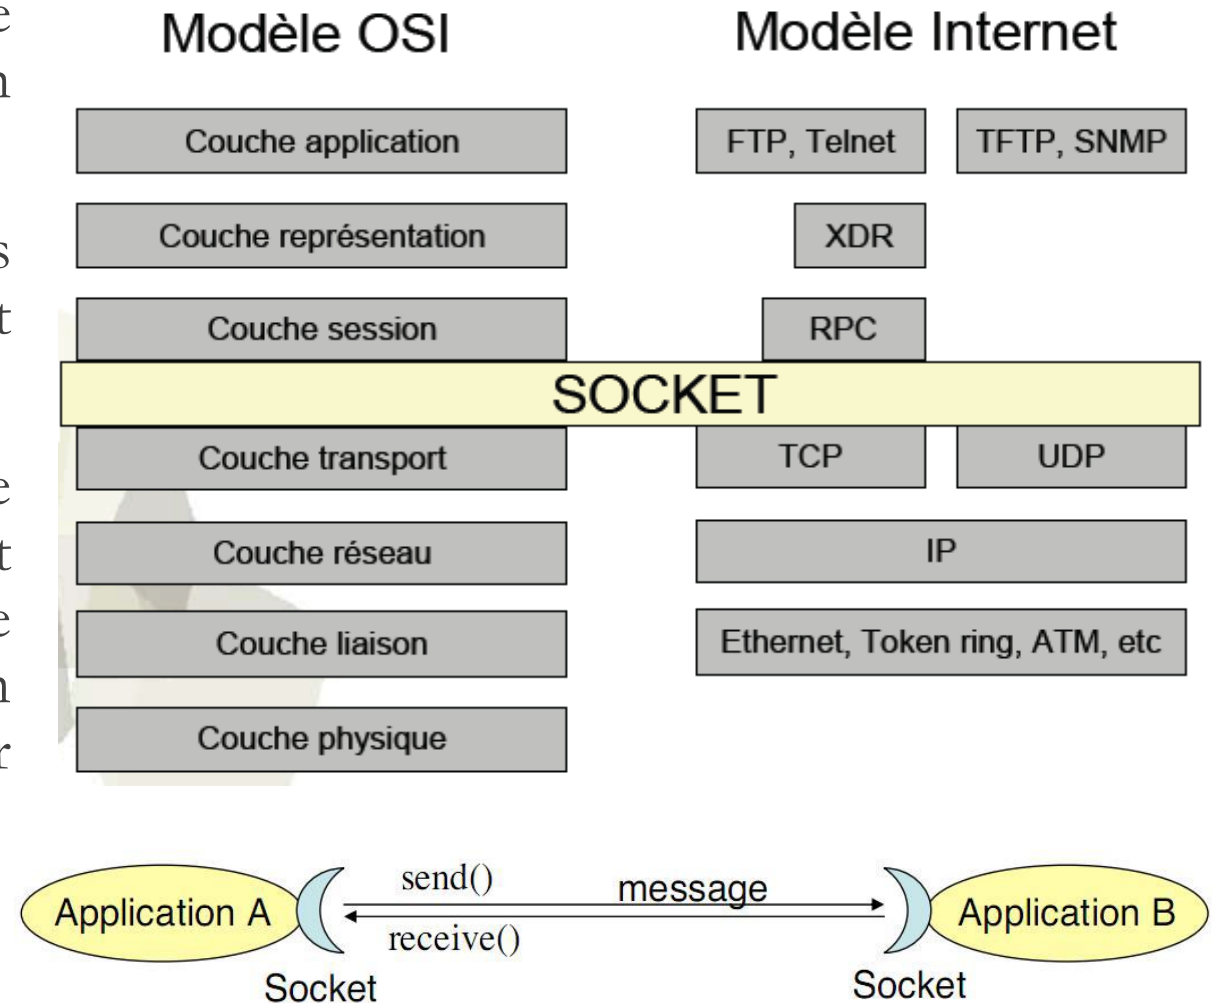 e
n
s
t
e
t
e
n
r
Modèle OSI
Modèle Internet
Couche application
FTP, Telnet
TFTP, SNMP
Couche représentation
XDR
Couche session
RPC
SOCKET
Couche transport
TCP
UDP
Couche réseau
IP
Couche liaison
Ethernet, Token ring, ATM, etc
Couche physique
send()
message
Application A
Application B
receive()
Socket
Socket